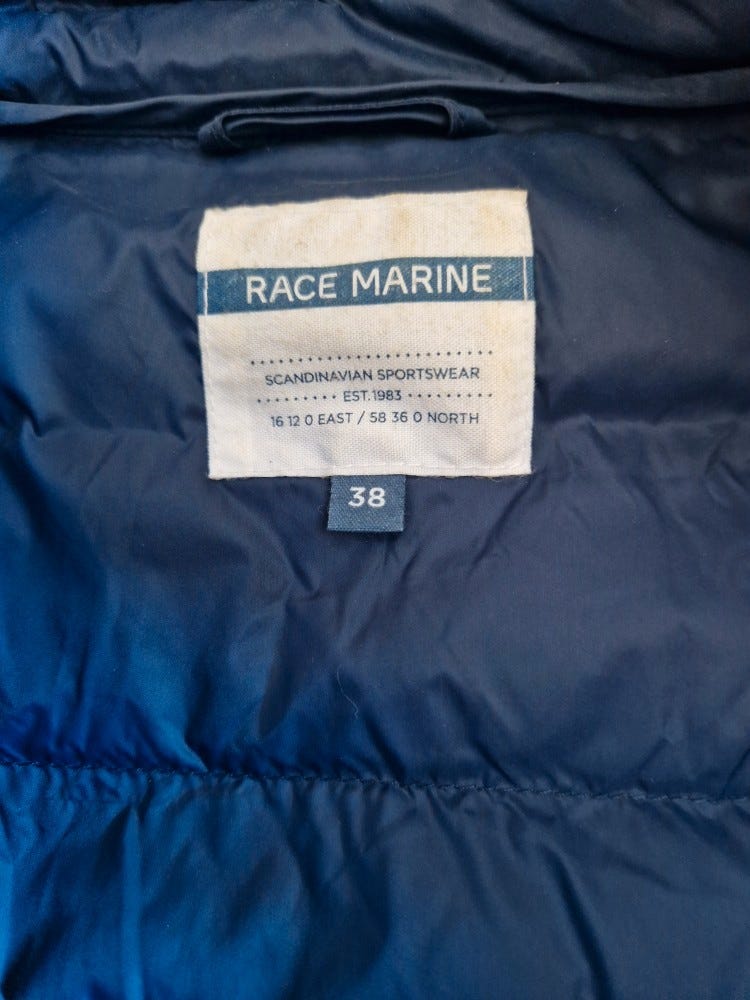 RACE MARINE
SCANDINAVIAN SPORTSWEAR
EST. 1983
16 12 0 EAST / 58 36 0 NORTH
38